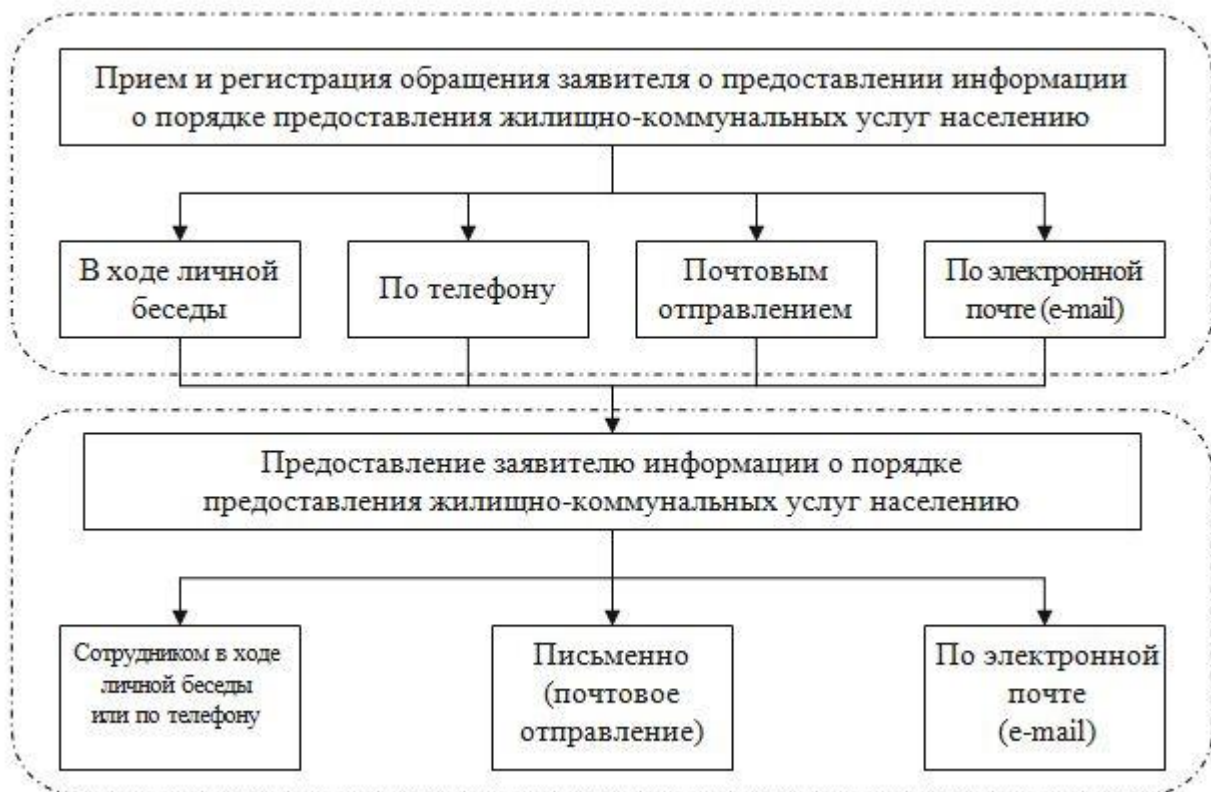 Прием и регистрация обращения заявителя о предоставлении информации
о порядке предоставления жилищно-коммунальных услуг населению
В ходе личной
беседы
По телефону
Почтовым
отправлением
По электронной
почте (e-mail)
Предоставление заявителю информации о порядке
предоставления жилищно-коммунальных услуг населению
Сотрудником в ходе
личной беседы
или по телефону
Письменно
(почтовое
отправление)
По электронной
почте
(e-mail)